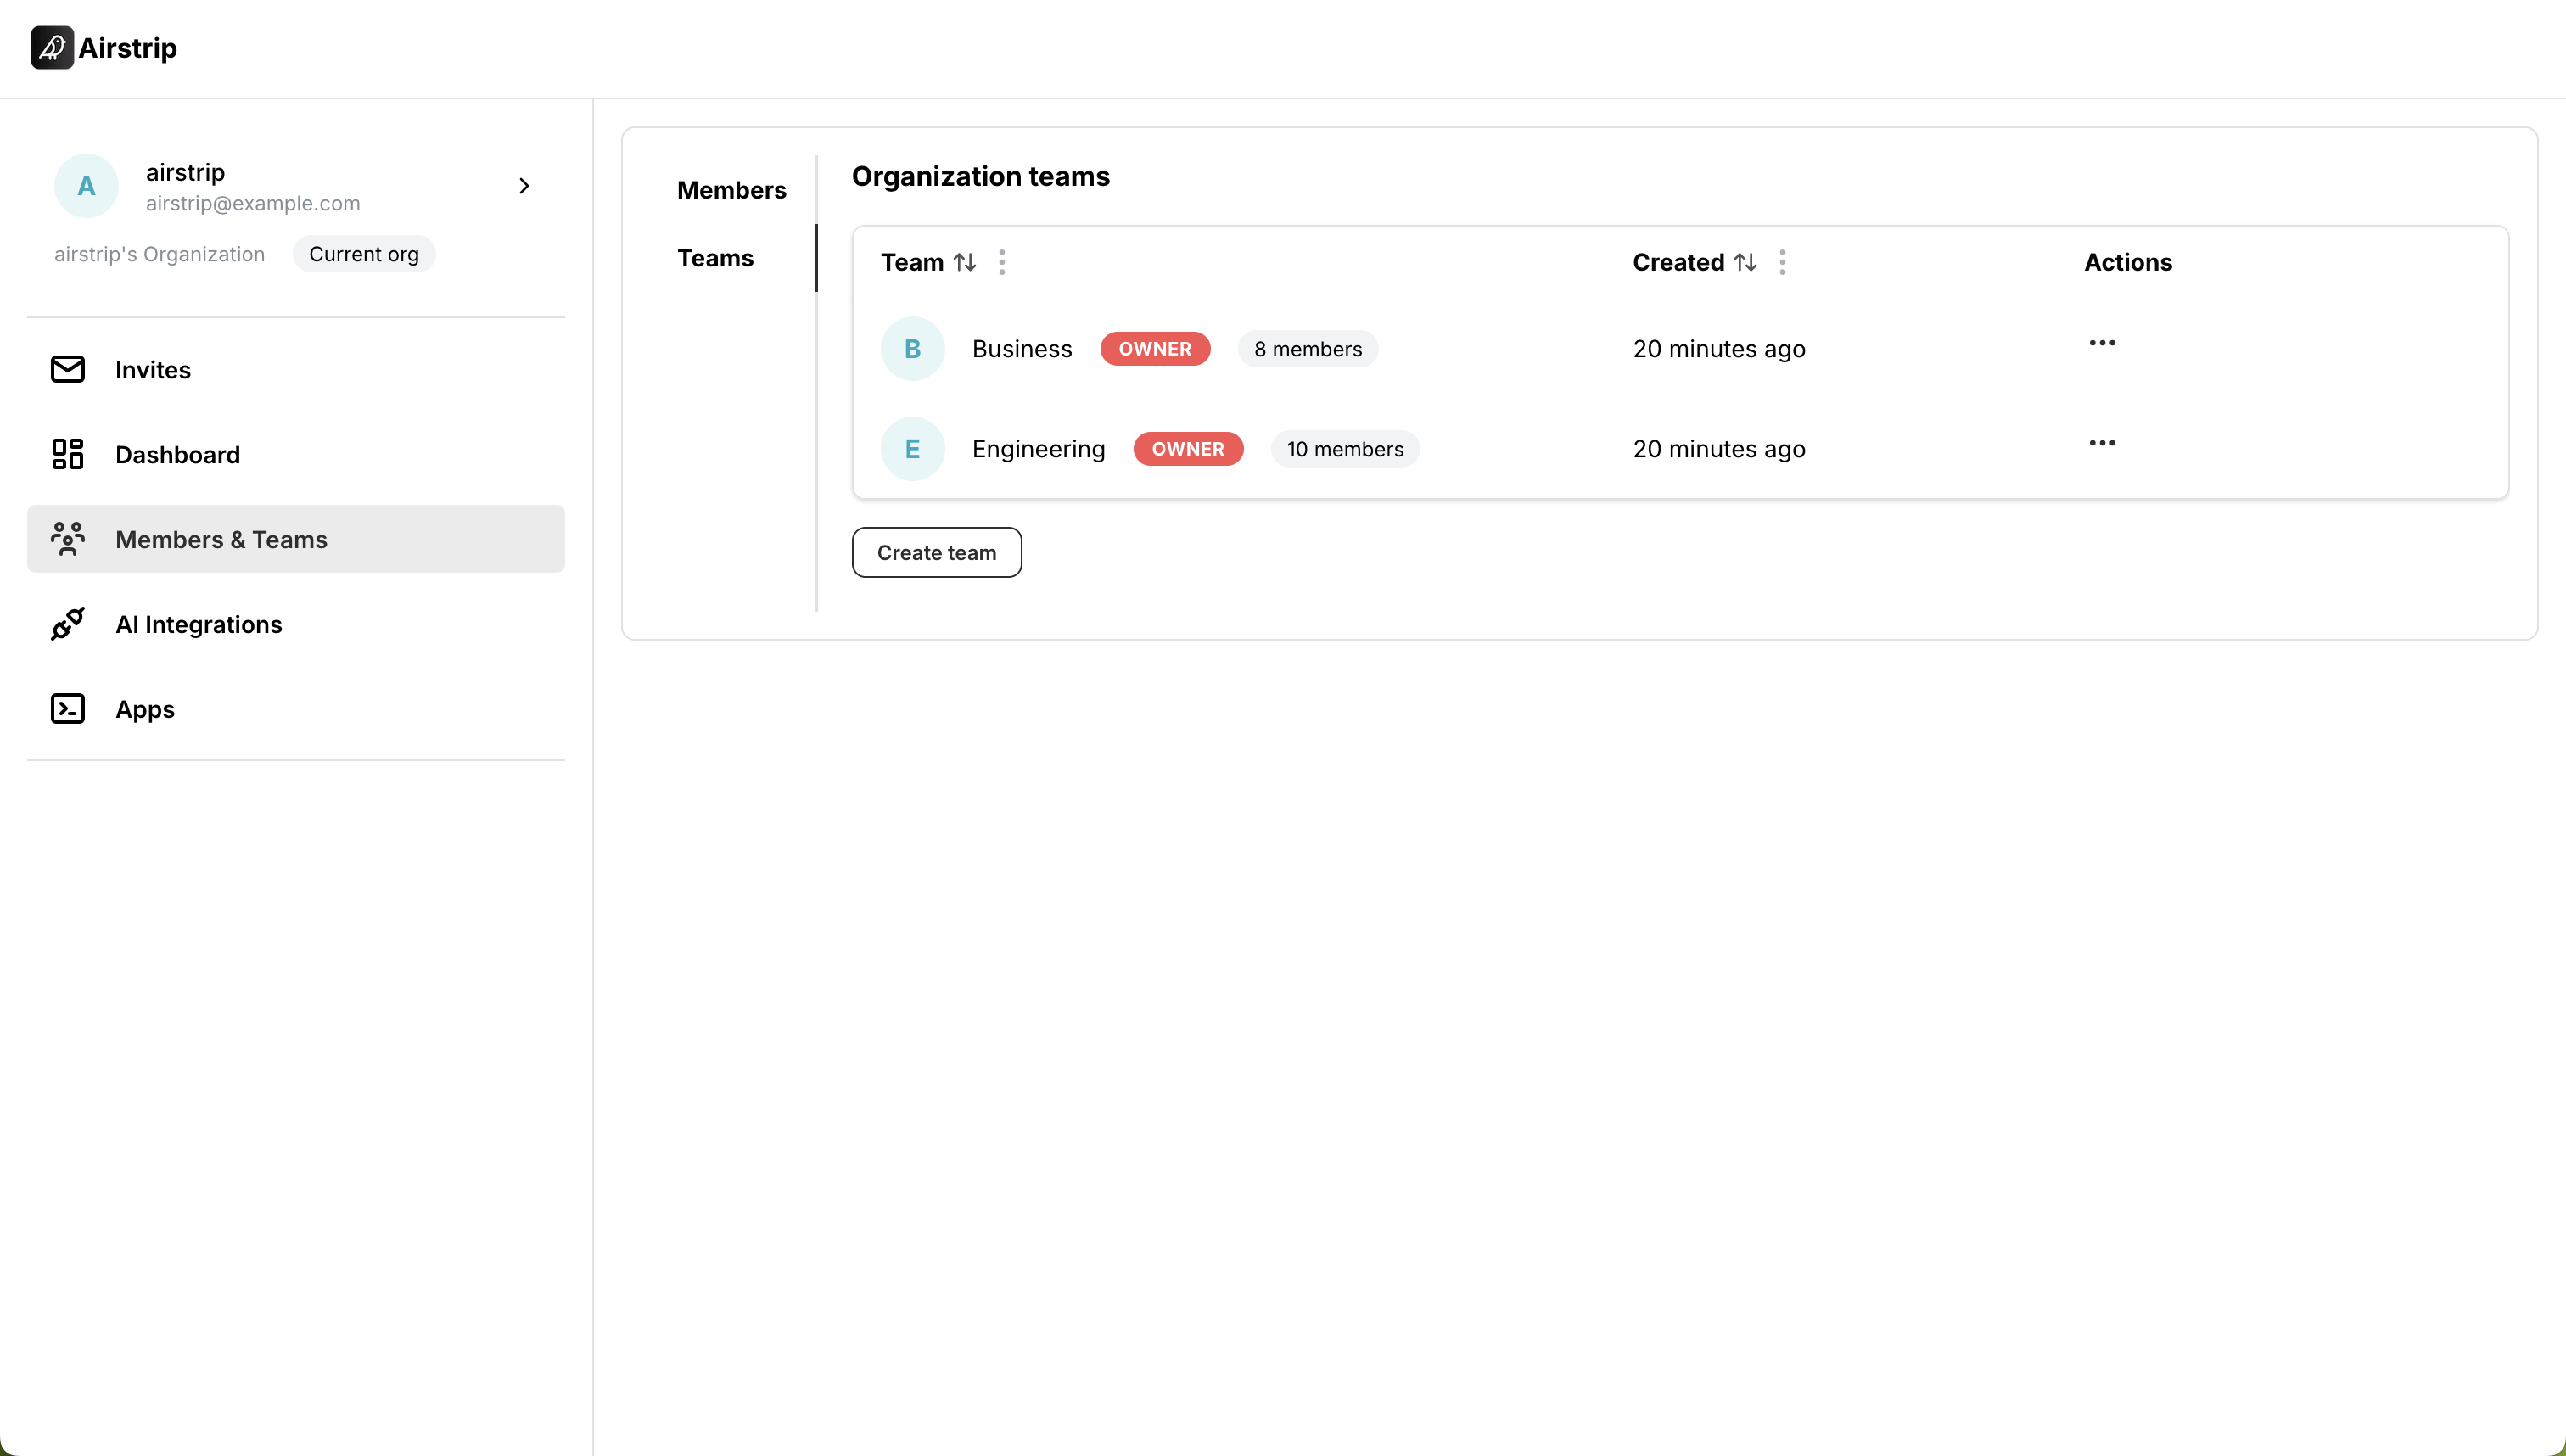 Airstrip
A
airstrip
airstrip@example.com
airstrip's Organization Current org
Invites
Dashboard
Members & Teams
AI Integrations
Apps
Members
Teams
Organization teams
Team Created Actions
B Business OWNER 8 members 20 minutes ago
E Engineering OWNER 10 members 20 minutes ago
Create team